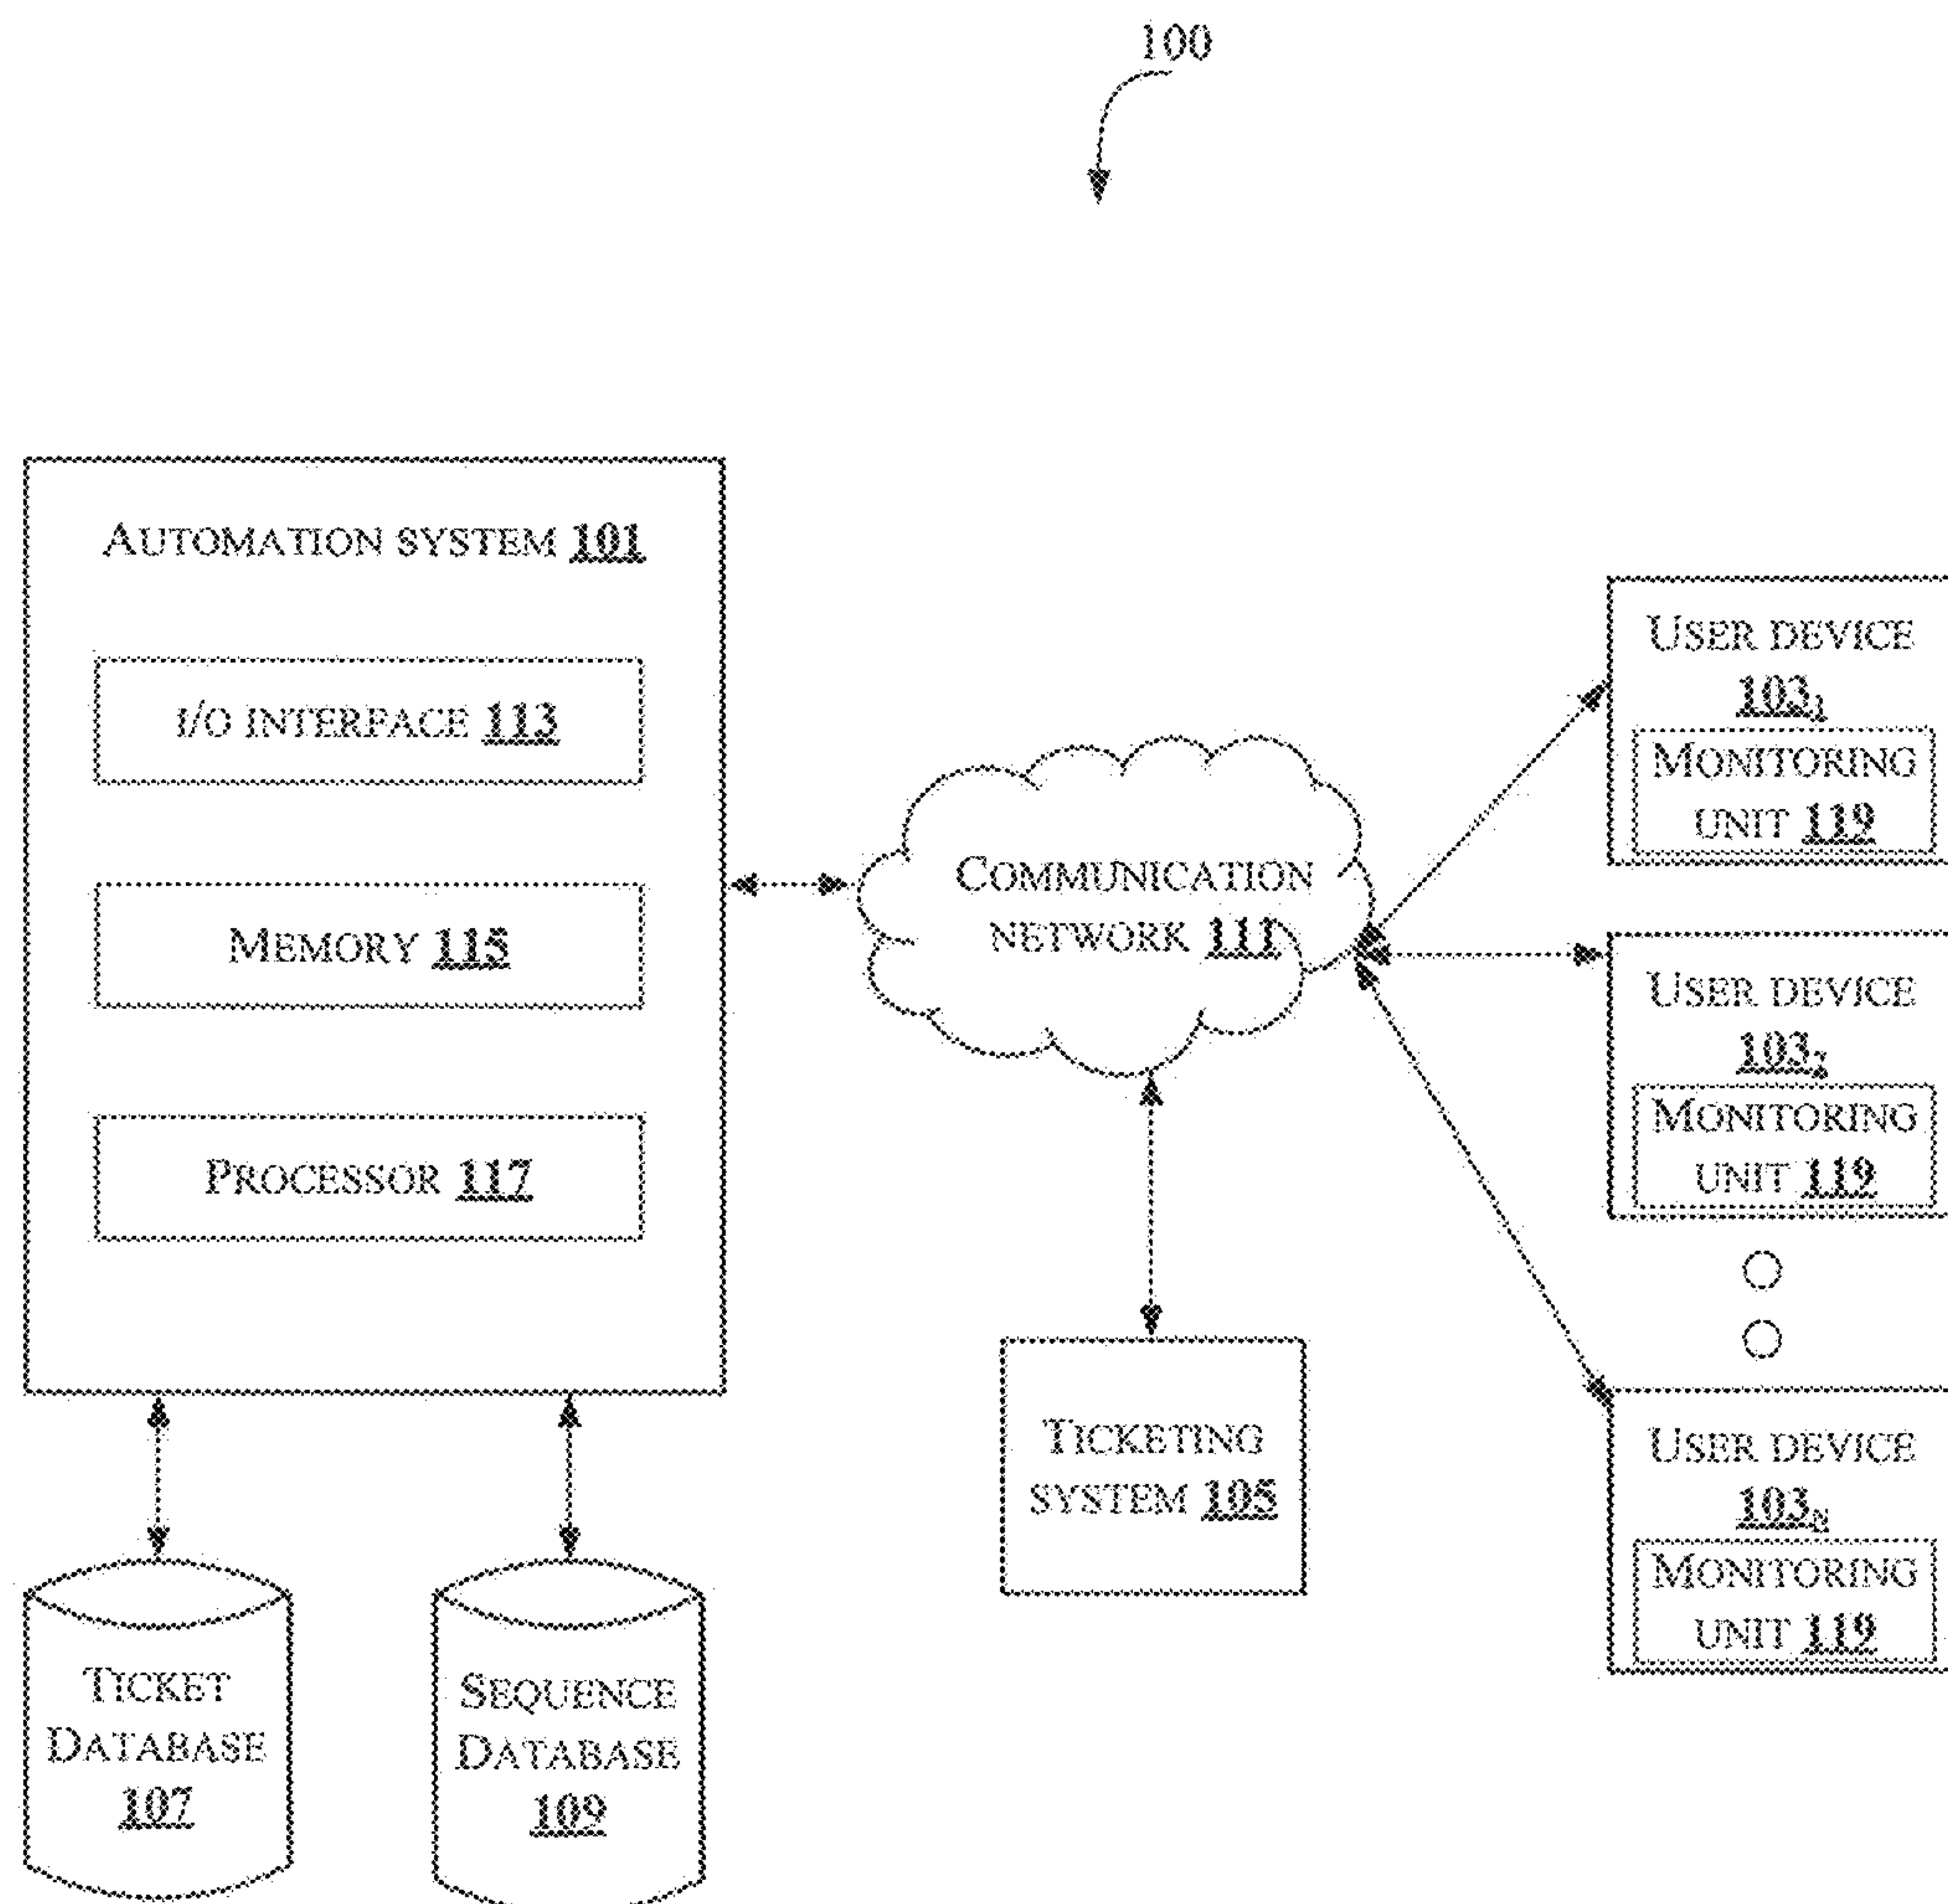 100
AUTOMATION SYSTEM 101
I/O INTERFACE 113
MEMORY 115
PROCESSOR 117
COMMUNICATION
NETWORK 111
USER DEVICE
103₁
MONITORING
UNIT 119
USER DEVICE
103₂
MONITORING
UNIT 119
USER DEVICE
103N
MONITORING
UNIT 119
TICKETING
SYSTEM 105
TICKET
DATABASE
107
SEQUENCE
DATABASE
109